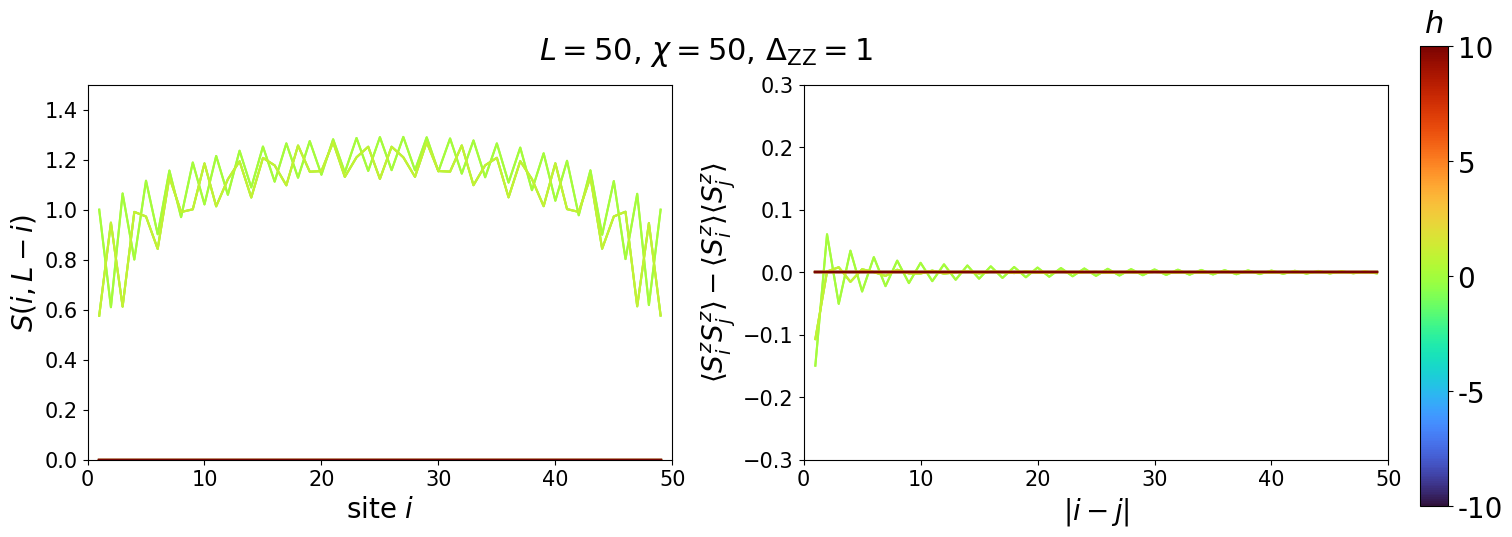 L = 50, χ = 50, Δ_ZZ = 1
h
S(i, L − i)
1.4
1.2
1.0
0.8
0.6
0.4
0.2
0.0
0 10 20 30 40 50
site i
⟨S_i^z S_j^z⟩ − ⟨S_i^z⟩⟨S_j^z⟩
0.3
0.2
0.1
0.0
−0.1
−0.2
−0.3
0 10 20 30 40 50
|i − j|
10
5
0
-5
-10